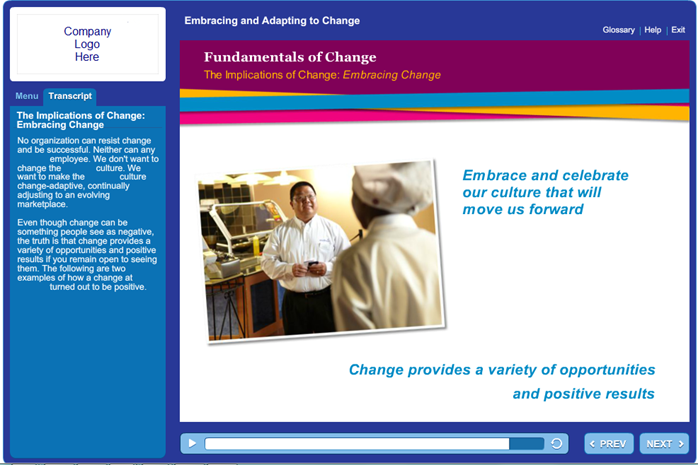 Company
Logo
Here
Embracing and Adapting to Change
Glossary | Help | Exit
Fundamentals of Change
The Implications of Change: Embracing Change
Menu Transcript
The Implications of Change:
Embracing Change
No organization can resist change
and be successful. Neither can any
employee. We don't want to
change the culture. We
want to make the culture
change-adaptive, continually
adjusting to an evolving
marketplace.
Even though change can be
something people see as negative,
the truth is that change provides a
variety of opportunities and positive
results if you remain open to seeing
them. The following are two
examples of how a change at
turned out to be positive.
Embrace and celebrate
our culture that will
move us forward
Change provides a variety of opportunities
and positive results
PREV NEXT